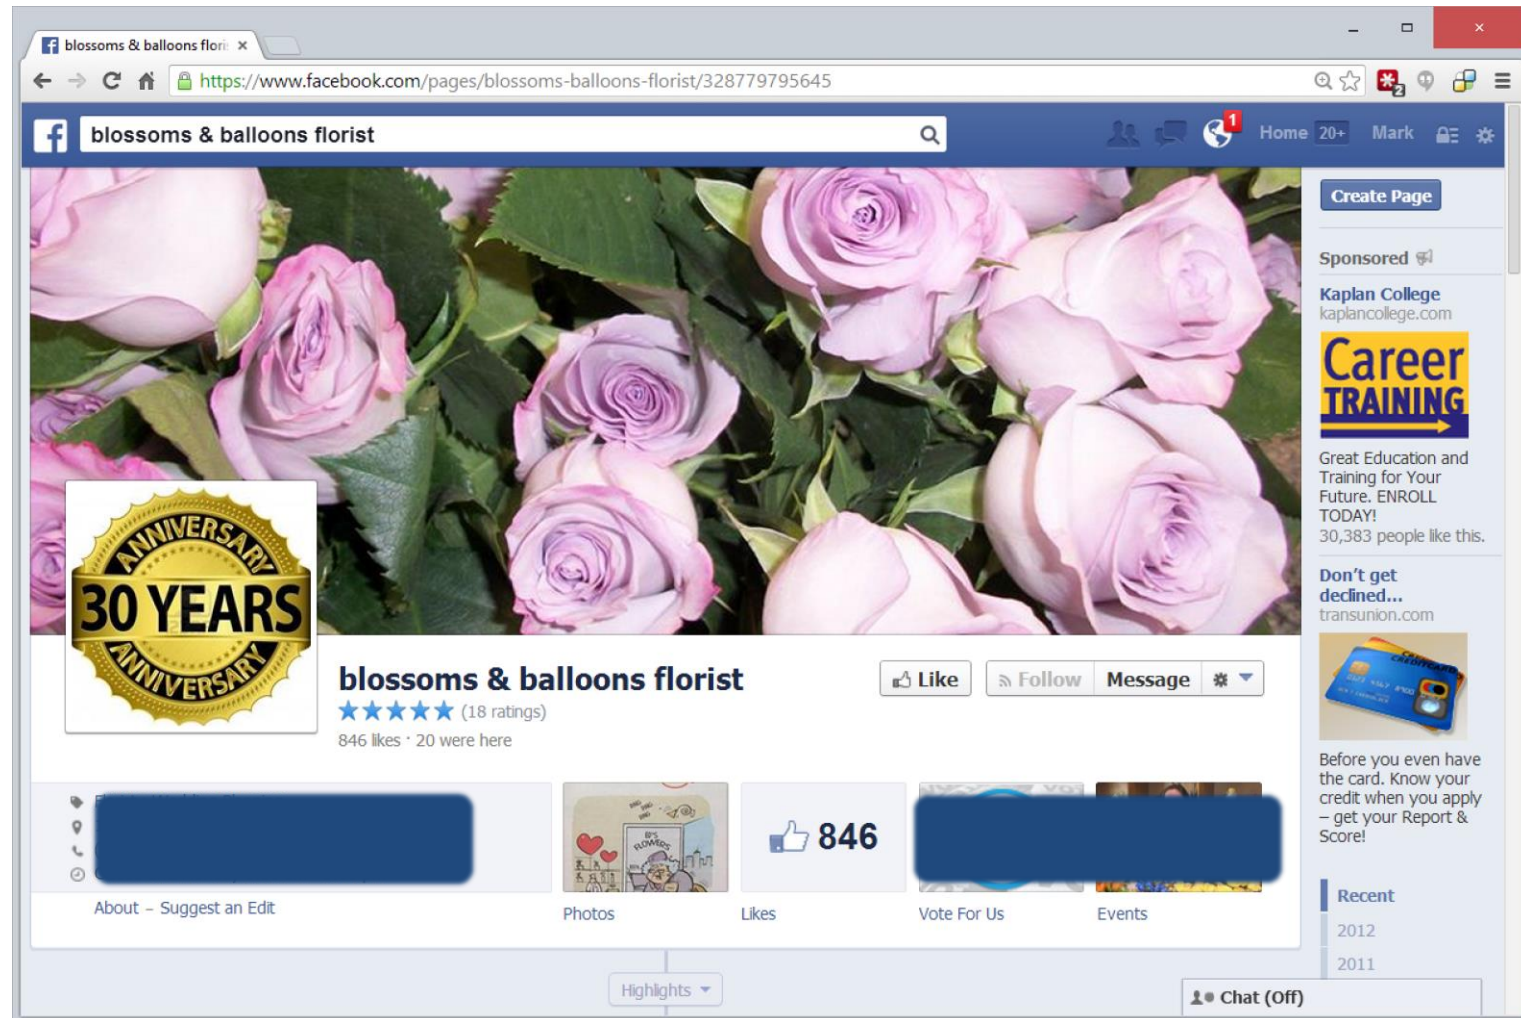 blossoms & balloons flori
https://www.facebook.com/pages/blossoms-balloons-florist/328779795645
2
blossoms & balloons florist
1
Home 20+ Mark
Create Page
Sponsored
Kaplan College
kaplancollege.com
Career
TRAINING
Great Education and
Training for Your
Future. ENROLL
TODAY!
30,383 people like this.
Don't get
declined...
transunion.com
CREDITCARD
Before you even have
the card. Know your
credit when you apply
– get your Report &
Score!
ANNIVERSARY
30 YEARS
ANNIVERSARY
blossoms & balloons florist
(18 ratings)
846 likes · 20 were here
Like
Follow
Message
FLOWERS
846
About – Suggest an Edit
Photos
Likes
Vote For Us
Events
Recent
2012
2011
Highlights
Chat (Off)